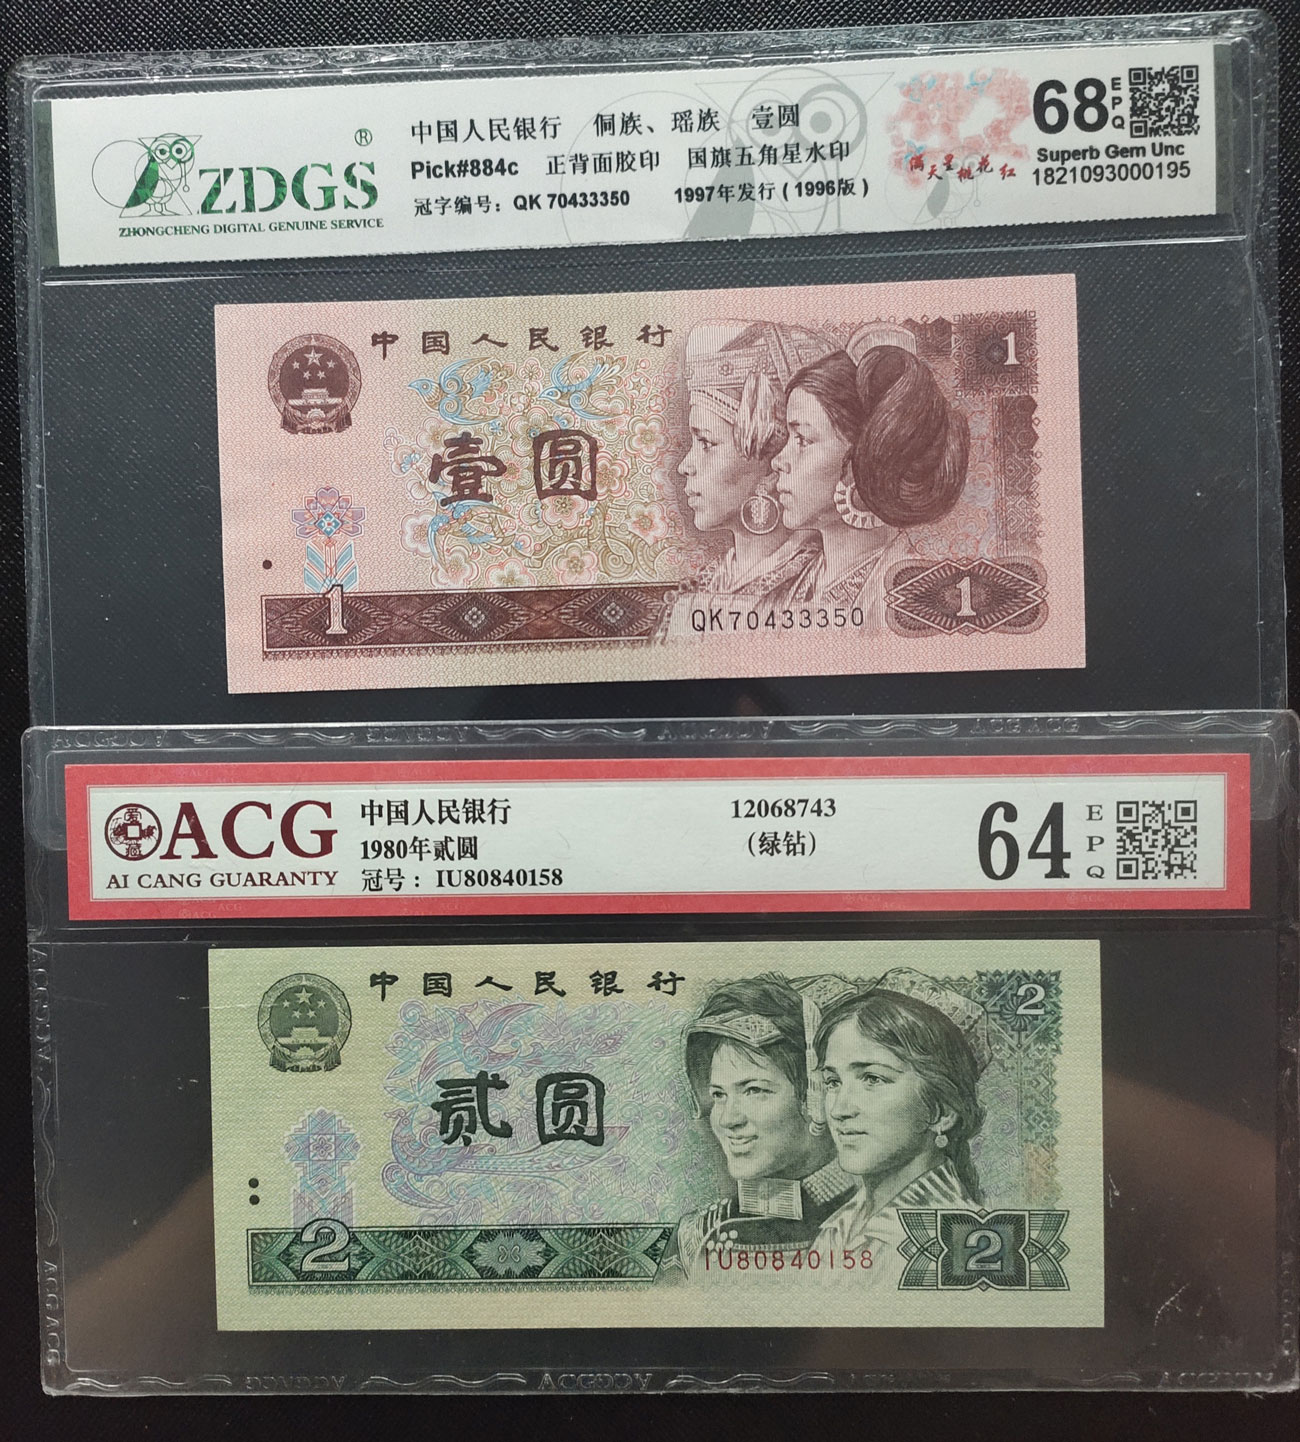 ZDGS ®
ZHONGCHENG DIGITAL GENUINE SERVICE
中国人民银行 侗族、瑶族 壹圆
Pick#884c 正背面胶印 国旗五角星水印
冠字编号：QK 70433350 1997年发行 ( 1996版 )
满天星桃花红
68 EPQ
Superb Gem Unc
1821093000195
中国人民银行
1
壹圆
1
QK70433350
1
ACG
AI CANG GUARANTY
中国人民银行
1980年贰圆
冠号 : IU80840158
12068743
(绿钻)
64 EPQ
中国人民银行
2
贰圆
2
IU80840158
2